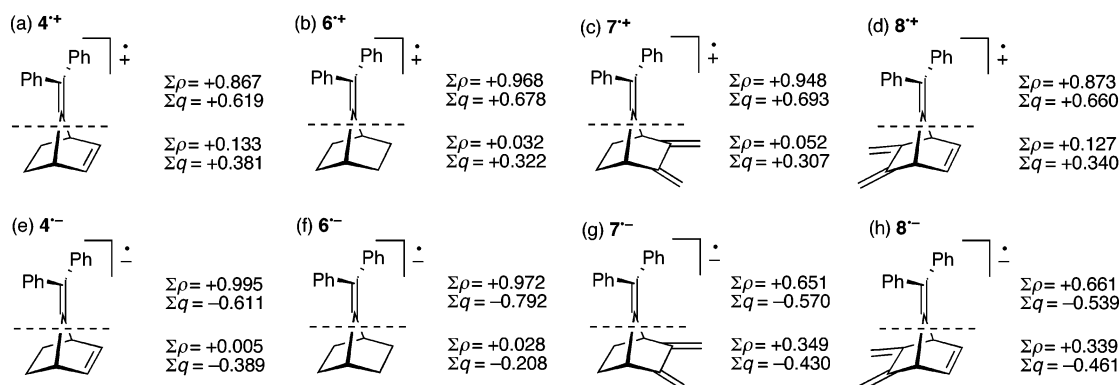 (a) 4•+
Ph
Ph
•
+
Σρ = +0.867
Σq = +0.619
Σρ = +0.133
Σq = +0.381
(b) 6•+
Ph
Ph
•
+
Σρ = +0.968
Σq = +0.678
Σρ = +0.032
Σq = +0.322
(c) 7•+
Ph
Ph
•
+
Σρ = +0.948
Σq = +0.693
Σρ = +0.052
Σq = +0.307
(d) 8•+
Ph
Ph
•
+
Σρ = +0.873
Σq = +0.660
Σρ = +0.127
Σq = +0.340
(e) 4•−
Ph
Ph
•
−
Σρ = +0.995
Σq = −0.611
Σρ = +0.005
Σq = −0.389
(f) 6•−
Ph
Ph
•
−
Σρ = +0.972
Σq = −0.792
Σρ = +0.028
Σq = −0.208
(g) 7•−
Ph
Ph
•
−
Σρ = +0.651
Σq = −0.570
Σρ = +0.349
Σq = −0.430
(h) 8•−
Ph
Ph
•
−
Σρ = +0.661
Σq = −0.539
Σρ = +0.339
Σq = −0.461